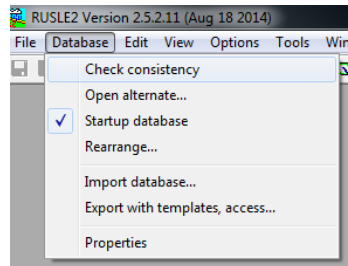 RUSLE2 Version 2.5.2.11 (Aug 18 2014)
File Database Edit View Options Tools
Check consistency
Open alternate...
Startup database
Rearrange...
Import database...
Export with templates, access...
Properties